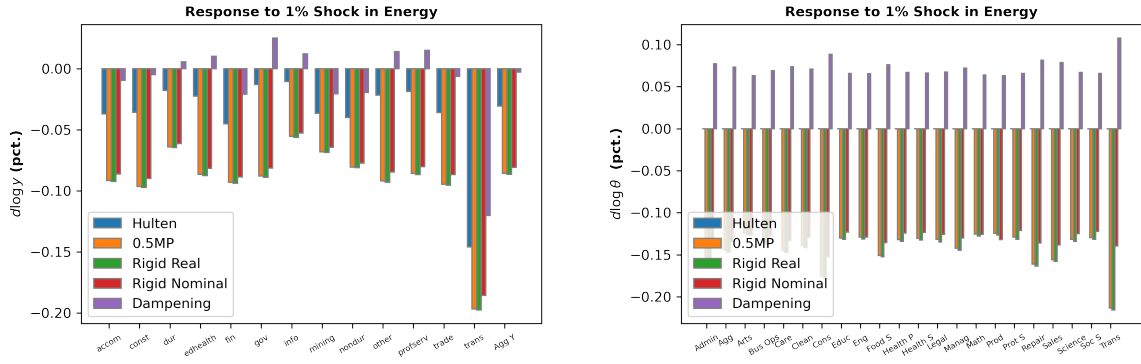 Response to 1% Shock in Energy
0.00
−0.05
−0.10
−0.15
−0.20
dlog y (pct.)
Hulten
0.5MP
Rigid Real
Rigid Nominal
Dampening
accom
const
dur
edhealth
fin
gov
info
mining
nondur
other
profserv
trade
trans
Agg Y
Response to 1% Shock in Energy
0.10
0.05
0.00
−0.05
−0.10
−0.15
−0.20
dlog θ (pct.)
Hulten
0.5MP
Rigid Real
Rigid Nominal
Dampening
Admin
Agg
Arts
Bus Ops
Care
Clean
Cons
Educ
Eng
Food S
Health P
Health S
Legal
Manag
Math
Prod
Prot S
Repair
Sales
Science
Soc S
Trans